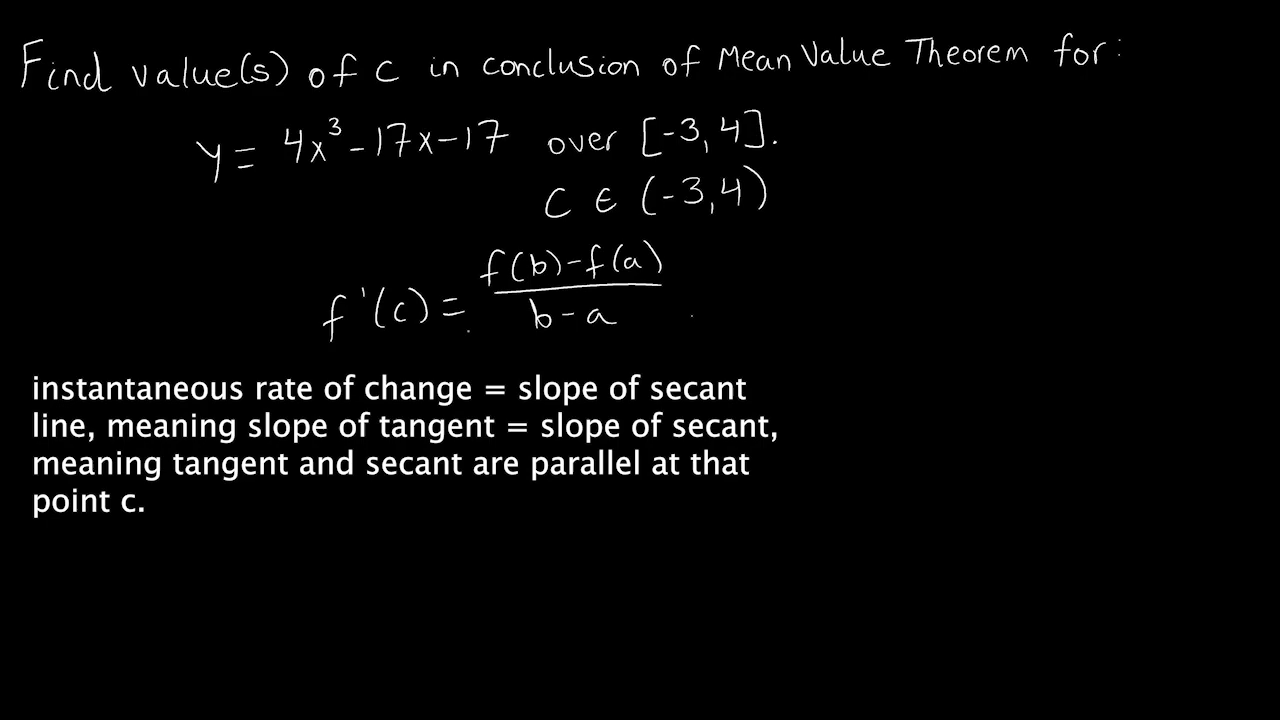 Find value(s) of c in conclusion of Mean Value Theorem for:
y = 4x³ - 17x - 17 over [-3, 4].
C ∈ (-3, 4)
f(b) - f(a)
f'(c) =
b - a
instantaneous rate of change = slope of secant
line, meaning slope of tangent = slope of secant,
meaning tangent and secant are parallel at that
point c.